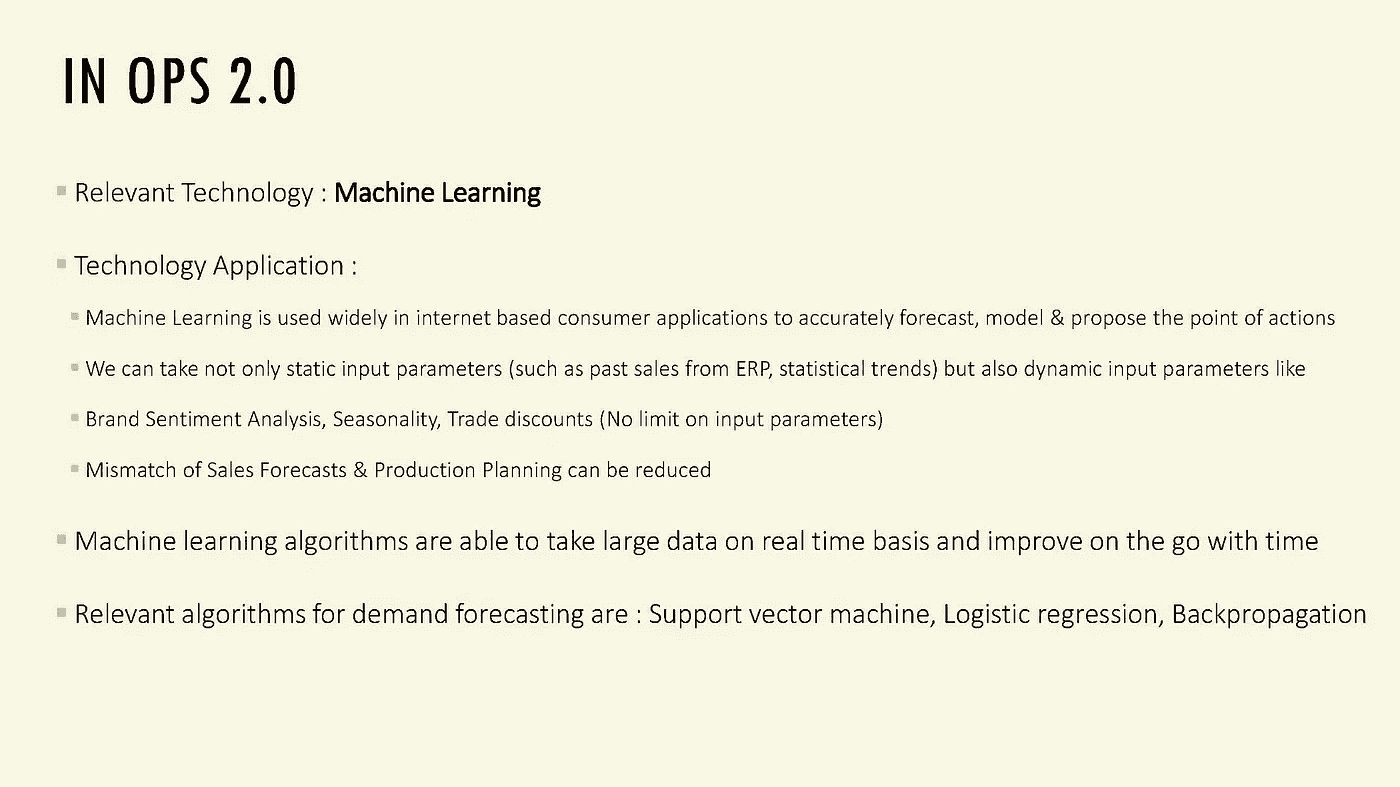 IN OPS 2.0
Relevant Technology : Machine Learning
Technology Application :
Machine Learning is used widely in internet based consumer applications to accurately forecast, model & propose the point of actions
We can take not only static input parameters (such as past sales from ERP, statistical trends) but also dynamic input parameters like
Brand Sentiment Analysis, Seasonality, Trade discounts (No limit on input parameters)
Mismatch of Sales Forecasts & Production Planning can be reduced
Machine learning algorithms are able to take large data on real time basis and improve on the go with time
Relevant algorithms for demand forecasting are : Support vector machine, Logistic regression, Backpropagation